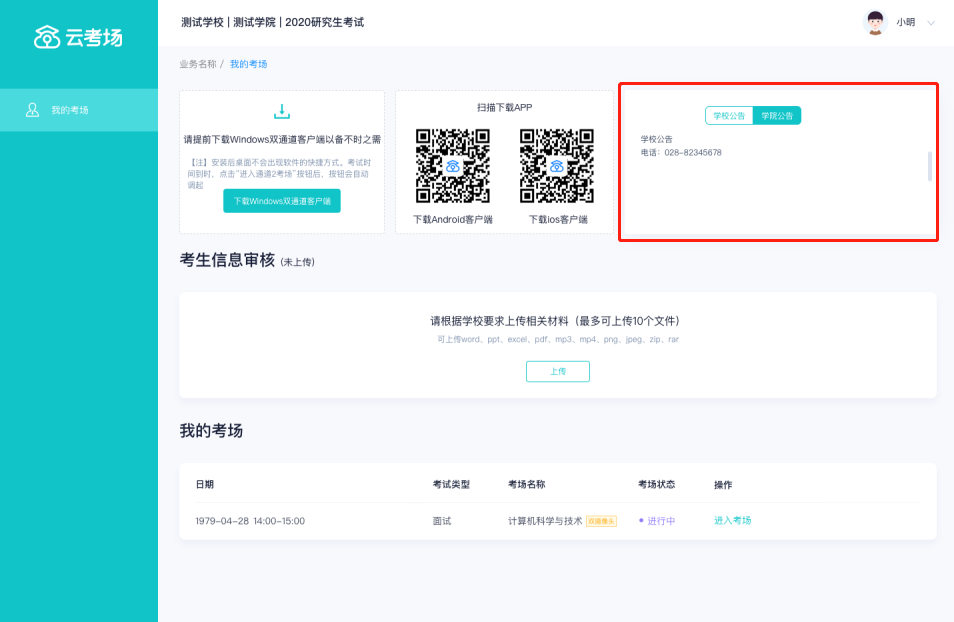 云考场
测试学校 | 测试学院 | 2020研究生考试
小明
我的考场
业务名称 / 我的考场
请提前下载Windows双通道客户端以备不时之需
【注】安装后桌面不会出现软件的快捷方式。考试时
间到时，点击“进入通道2考场”按钮后，按钮会自动
调起
下载Windows双通道客户端
扫描下载APP
下载Android客户端
下载ios客户端
学校公告
学院公告
学校公告
电话：028-82345678
考生信息审核 (未上传)
请根据学校要求上传相关材料（最多可上传10个文件）
可上传word、ppt、excel、pdf、mp3、mp4、png、jpeg、zip、rar
上传
我的考场
日期 考试类型 考场名称 考场状态 操作
1979-04-28 14:00-15:00 面试 计算机科学与技术 双摄像头 进行中 进入考场